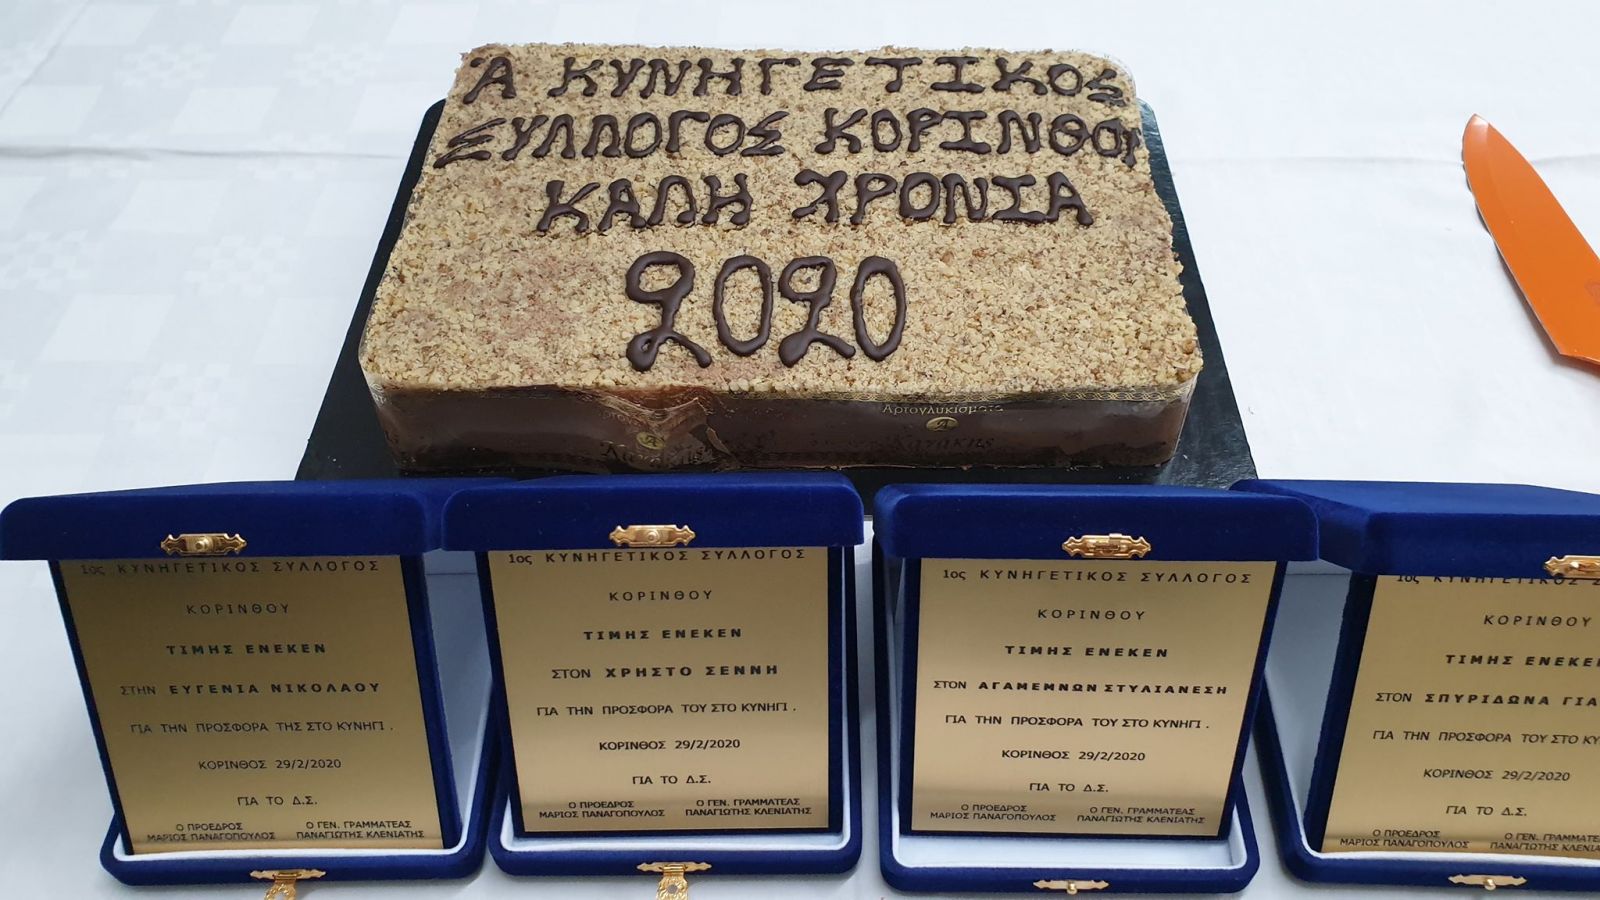 Ά ΚΥΝΗΓΕΤΙΚΟΣ
ΣΥΛΛΟΓΟΣ ΚΟΡΙΝΘΟΥ
ΚΑΛΗ ΧΡΟΝΙΑ
2020
Αρτογλυκίσματα
Κανάκης
1ος ΚΥΝΗΓΕΤΙΚΟΣ ΣΥΛΛΟΓΟΣ
ΚΟΡΙΝΘΟΥ
ΤΙΜΗΣ ΕΝΕΚΕΝ
ΣΤΗΝ ΕΥΓΕΝΙΑ ΝΙΚΟΛΑΟΥ
ΓΙΑ ΤΗΝ ΠΡΟΣΦΟΡΑ ΤΗΣ ΣΤΟ ΚΥΝΗΓΙ .
ΚΟΡΙΝΘΟΣ 29/2/2020
ΓΙΑ ΤΟ Δ.Σ.
Ο ΠΡΟΕΔΡΟΣ Ο ΓΕΝ. ΓΡΑΜΜΑΤΕΑΣ
ΜΑΡΙΟΣ ΠΑΝΑΓΟΠΟΥΛΟΣ ΠΑΝΑΓΙΩΤΗΣ ΚΛΕΝΙΑΤΗΣ
1ος ΚΥΝΗΓΕΤΙΚΟΣ ΣΥΛΛΟΓΟΣ
ΚΟΡΙΝΘΟΥ
ΤΙΜΗΣ ΕΝΕΚΕΝ
ΣΤΟΝ ΧΡΗΣΤΟ ΣΕΝΝΗ
ΓΙΑ ΤΗΝ ΠΡΟΣΦΟΡΑ ΤΟΥ ΣΤΟ ΚΥΝΗΓΙ .
ΚΟΡΙΝΘΟΣ 29/2/2020
ΓΙΑ ΤΟ Δ.Σ.
Ο ΠΡΟΕΔΡΟΣ Ο ΓΕΝ. ΓΡΑΜΜΑΤΕΑΣ
ΜΑΡΙΟΣ ΠΑΝΑΓΟΠΟΥΛΟΣ ΠΑΝΑΓΙΩΤΗΣ ΚΛΕΝΙΑΤΗΣ
1ος ΚΥΝΗΓΕΤΙΚΟΣ ΣΥΛΛΟΓΟΣ
ΚΟΡΙΝΘΟΥ
ΤΙΜΗΣ ΕΝΕΚΕΝ
ΣΤΟΝ ΑΓΑΜΕΜΝΩΝ ΣΤΥΛΙΑΝΕΣΗ
ΓΙΑ ΤΗΝ ΠΡΟΣΦΟΡΑ ΤΟΥ ΣΤΟ ΚΥΝΗΓΙ .
ΚΟΡΙΝΘΟΣ 29/2/2020
ΓΙΑ ΤΟ Δ.Σ.
Ο ΠΡΟΕΔΡΟΣ Ο ΓΕΝ. ΓΡΑΜΜΑΤΕΑΣ
ΜΑΡΙΟΣ ΠΑΝΑΓΟΠΟΥΛΟΣ ΠΑΝΑΓΙΩΤΗΣ ΚΛΕΝΙΑΤΗΣ
1ος ΚΥΝΗΓΕΤΙΚΟΣ
ΚΟΡΙΝΘΟΥ
ΤΙΜΗΣ ΕΝΕΚΕΝ
ΣΤΟΝ ΣΠΥΡΙΔΩΝΑ
ΓΙΑ ΤΗΝ ΠΡΟΣΦΟΡΑ ΤΟΥ ΣΤΟ
ΚΟΡΙΝΘΟΣ 29/2/2020
ΓΙΑ ΤΟ Δ.Σ.
Ο ΠΡΟΕΔΡΟΣ Ο ΓΕΝ.
ΜΑΡΙΟΣ ΠΑΝΑΓΟΠΟΥΛΟΣ ΠΑΝΑΓΙΩΤΗΣ